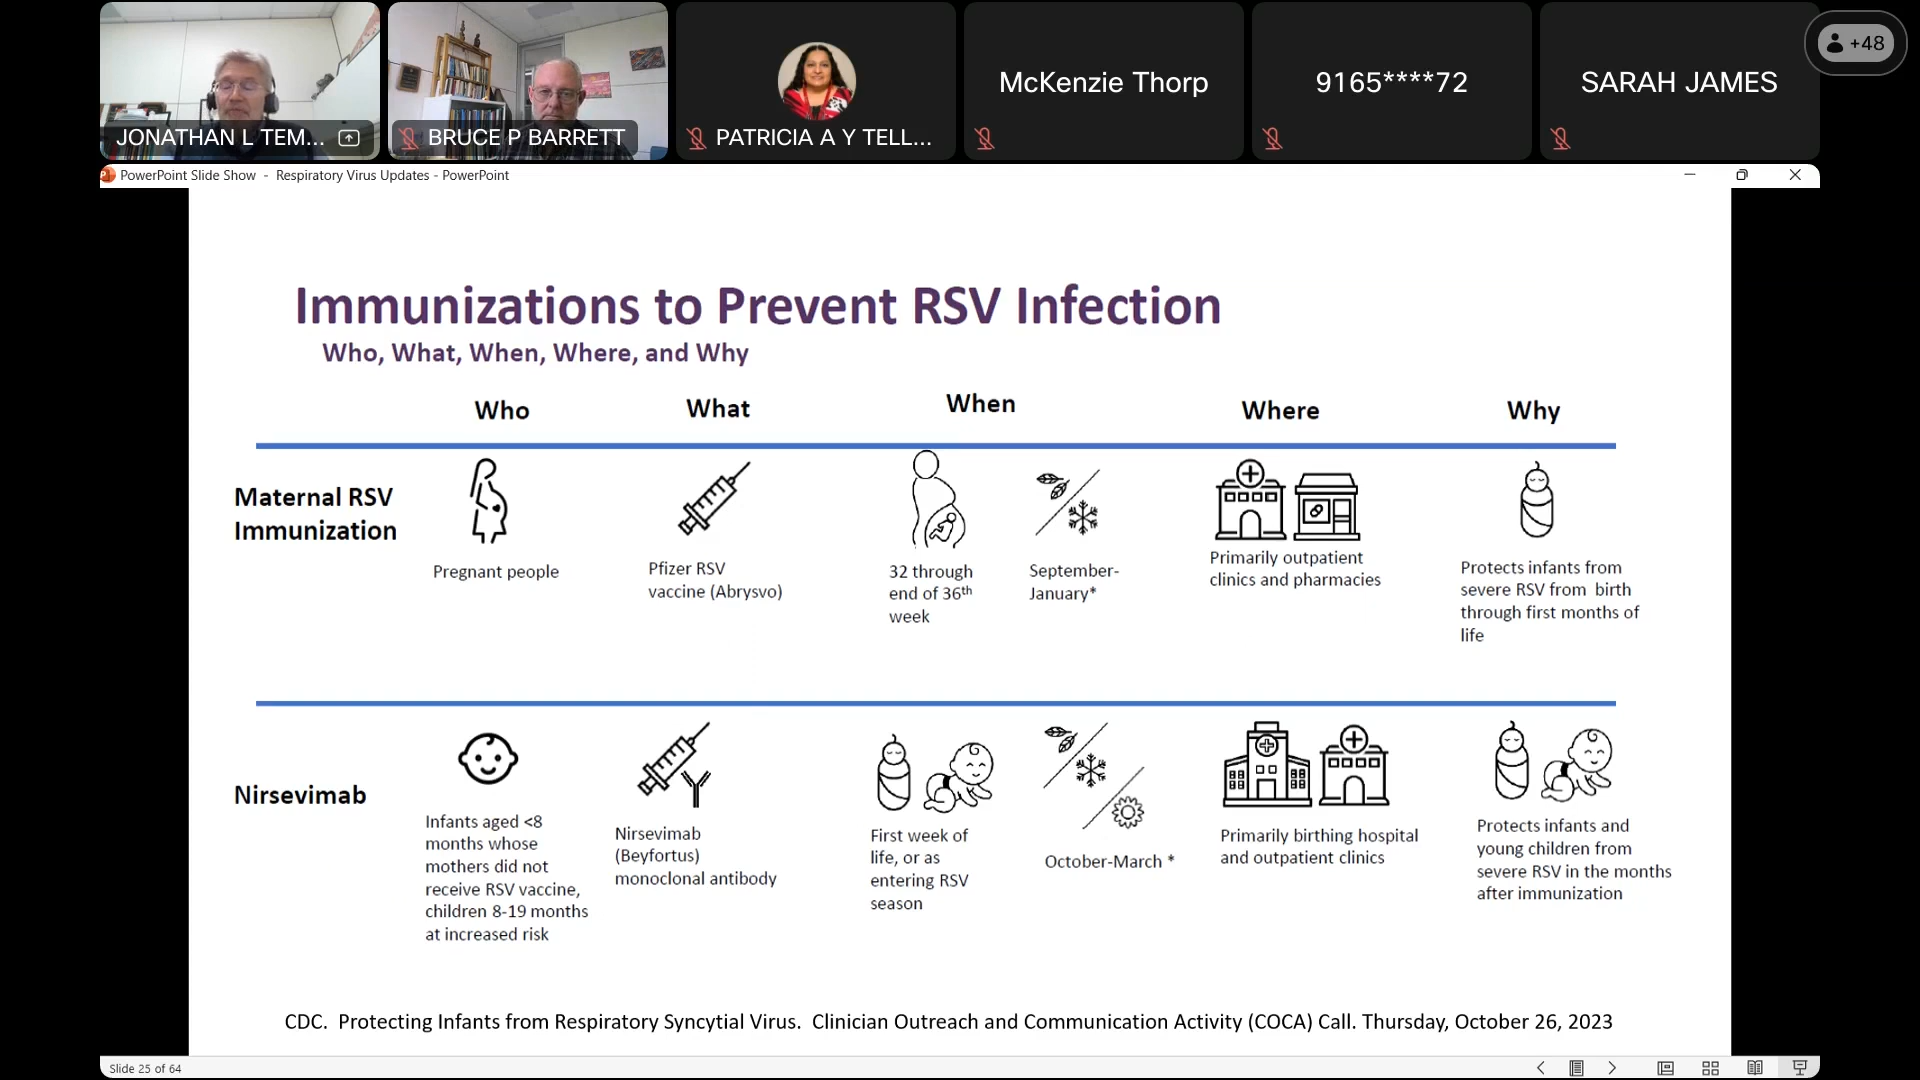 JONATHAN L TEM...
BRUCE P BARRETT
PATRICIA A Y TELL...
McKenzie Thorp
9165****72
SARAH JAMES
+48
PowerPoint Slide Show - Respiratory Virus Updates - PowerPoint
Immunizations to Prevent RSV Infection
Who, What, When, Where, and Why
Who
What
When
Where
Why
Maternal RSV
Immunization
Pregnant people
Pfizer RSV
vaccine (Abrysvo)
32 through
end of 36th
week
September-
January*
Primarily outpatient
clinics and pharmacies
Protects infants from
severe RSV from birth
through first months of
life
Nirsevimab
Infants aged <8
months whose
mothers did not
receive RSV vaccine,
children 8-19 months
at increased risk
Nirsevimab
(Beyfortus)
monoclonal antibody
First week of
life, or as
entering RSV
season
October-March *
Primarily birthing hospital
and outpatient clinics
Protects infants and
young children from
severe RSV in the months
after immunization
CDC. Protecting Infants from Respiratory Syncytial Virus. Clinician Outreach and Communication Activity (COCA) Call. Thursday, October 26, 2023
Slide 25 of 64